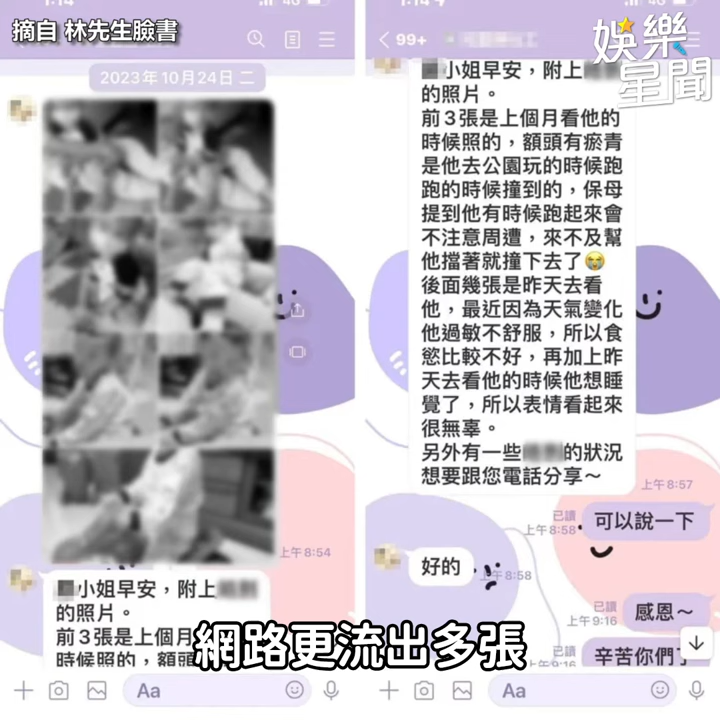 摘自 林先生臉書
娛樂
星聞
1:14
4G
2023年10月24日 二
上午8:54
小姐早安，附上
的照片。
前3張是上個月
時候照的，額頭
Aa
1:14
4G
99+
小姐早安，附上
的照片。
前3張是上個月看他的
時候照的，額頭有瘀青
是他去公園玩的時候跑
跑的時候撞到的，保母
提到他有時候跑起來會
不注意周遭，來不及幫
他擋著就撞下去了😭
後面幾張是昨天去看
他，最近因為天氣變化
他過敏不舒服，所以食
慾比較不好，再加上昨
天去看他的時候他想睡
覺了，所以表情看起來
很無辜。
另外有一些 的狀況
想要跟您電話分享～
上午8:57
已讀
上午8:58
可以說一下
好的
上午8:58
已讀
上午9:16
感恩～
已讀
上午9:16
辛苦你們了
Aa
網路更流出多張